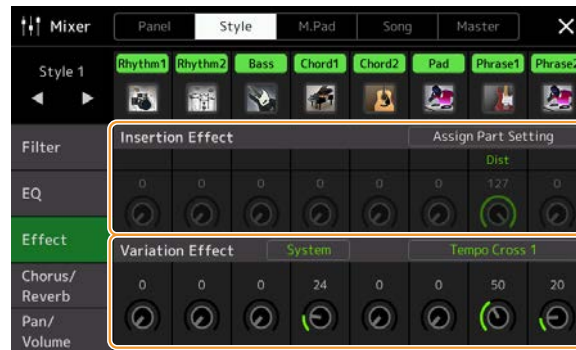 Mixer Panel Style M.Pad Song Master ×
Style 1
Rhythm1 Rhythm2 Bass Chord1 Chord2 Pad Phrase1 Phrase2
Filter
EQ
Effect
Chorus/
Reverb
Pan/
Volume
Insertion Effect Assign Part Setting
Dist
0 0 0 0 0 0 127 0
Variation Effect System Tempo Cross 1
0 0 0 24 0 0 50 20